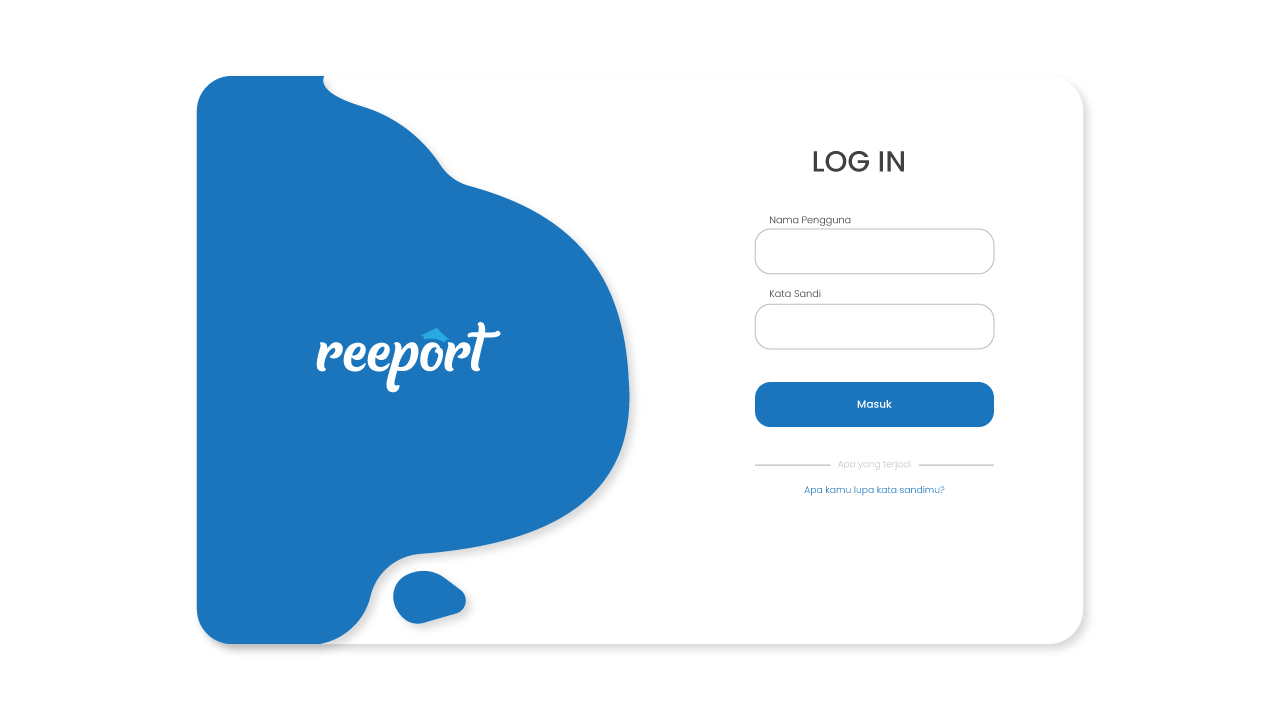 reeport
LOG IN
Nama Pengguna
Kata Sandi
Masuk
Apa yang terjadi
Apa kamu lupa kata sandimu?